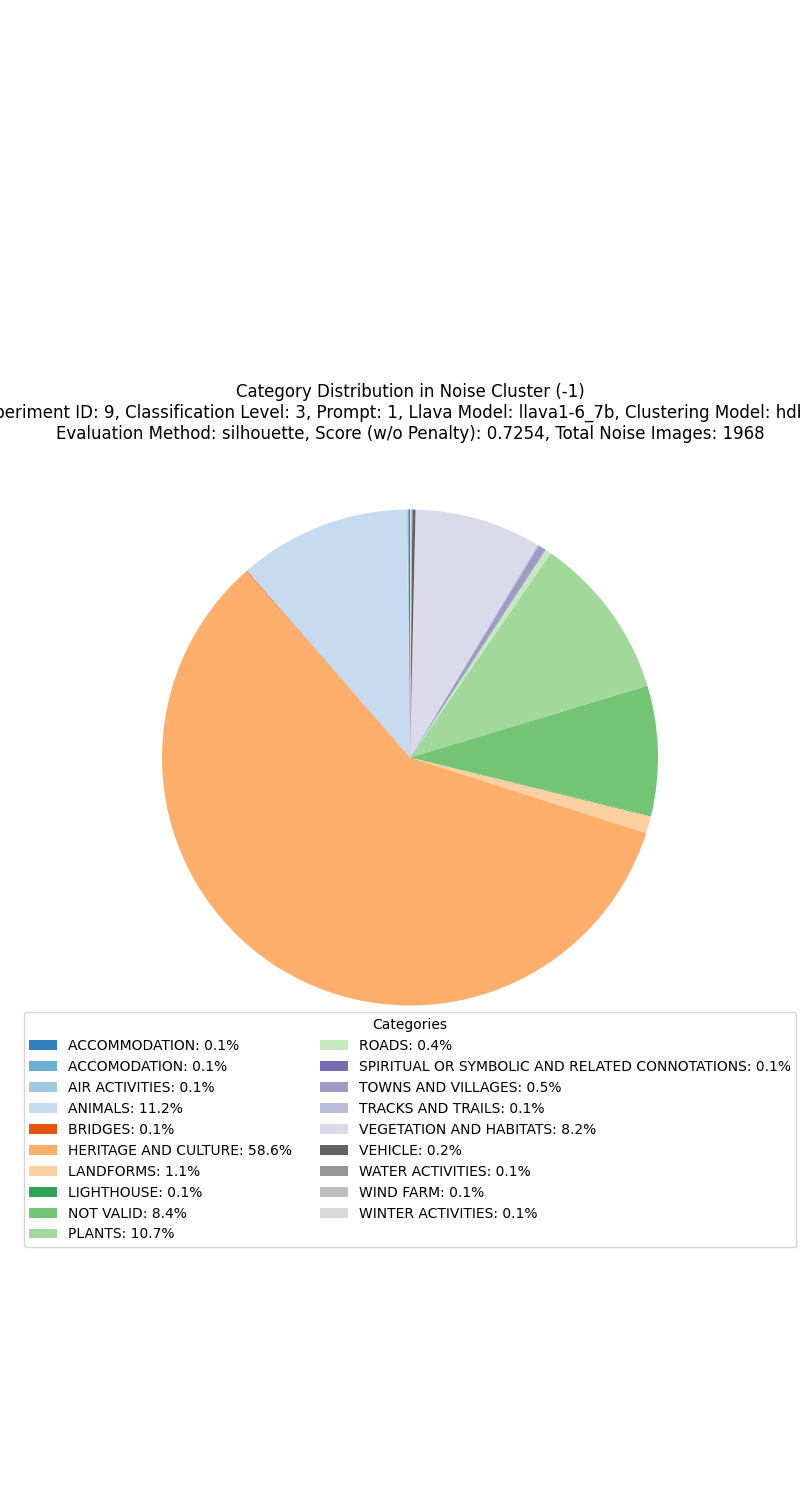 Category Distribution in Noise Cluster (-1)
periment ID: 9, Classification Level: 3, Prompt: 1, Llava Model: llava1-6_7b, Clustering Model:
Evaluation Method: silhouette, Score (w/o Penalty): 0.7254, Total Noise Images: 1968
Categories
ACCOMMODATION: 0.1%
ACCOMODATION: 0.1%
AIR ACTIVITIES: 0.1%
ANIMALS: 11.2%
BRIDGES: 0.1%
HERITAGE AND CULTURE: 58.6%
LANDFORMS: 1.1%
LIGHTHOUSE: 0.1%
NOT VALID: 8.4%
PLANTS: 10.7%
ROADS: 0.4%
SPIRITUAL OR SYMBOLIC AND RELATED CONNOTATIONS: 0.1%
TOWNS AND VILLAGES: 0.5%
TRACKS AND TRAILS: 0.1%
VEGETATION AND HABITATS: 8.2%
VEHICLE: 0.2%
WATER ACTIVITIES: 0.1%
WIND FARM: 0.1%
WINTER ACTIVITIES: 0.1%